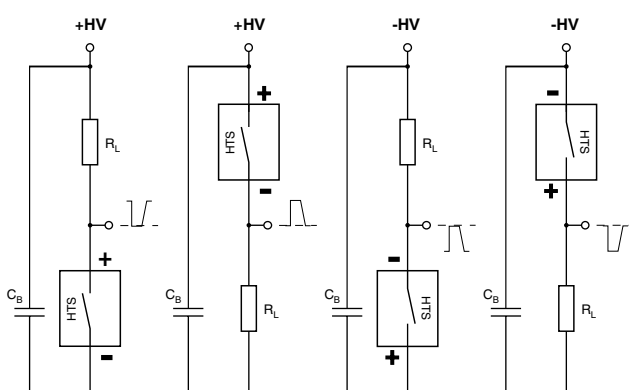 +HV +HV -HV -HV
+ -
R_L HTS R_L HTS
- +
+ -
C_B HTS C_B R_L C_B HTS C_B R_L
- +